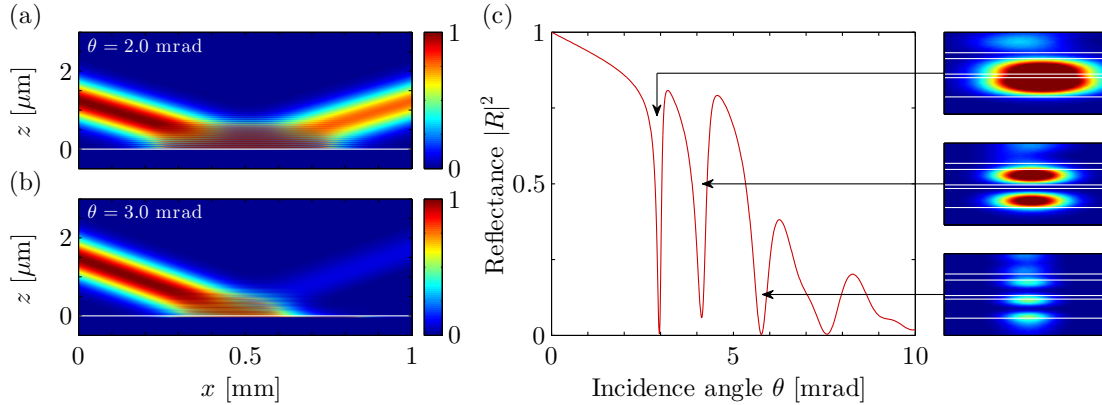 (a)
θ = 2.0 mrad
z [μm]
2
0
1
0
(b)
θ = 3.0 mrad
z [μm]
2
0
1
0
0
0.5
1
x [mm]
(c)
Reflectance |R|²
1
0.5
0
0
5
10
Incidence angle θ [mrad]